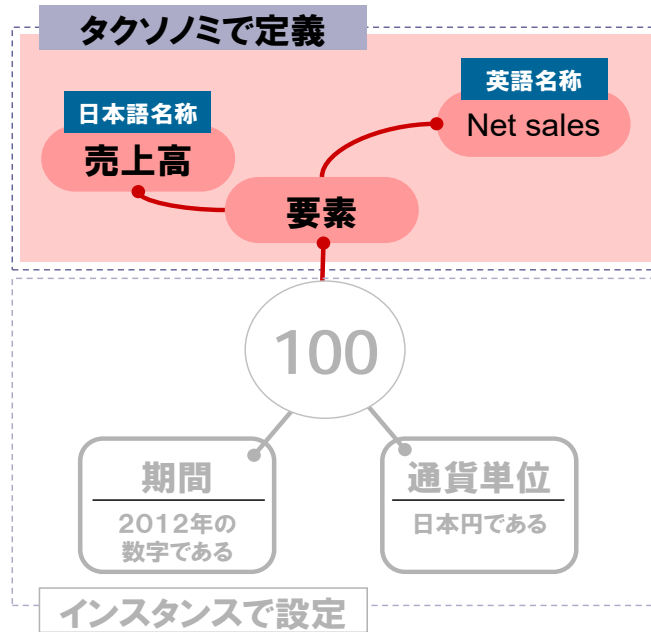 タクソノミで定義
英語名称
Net sales
日本語名称
売上高
要素
100
期間
2012年の
数字である
通貨単位
日本円である
インスタンスで設定